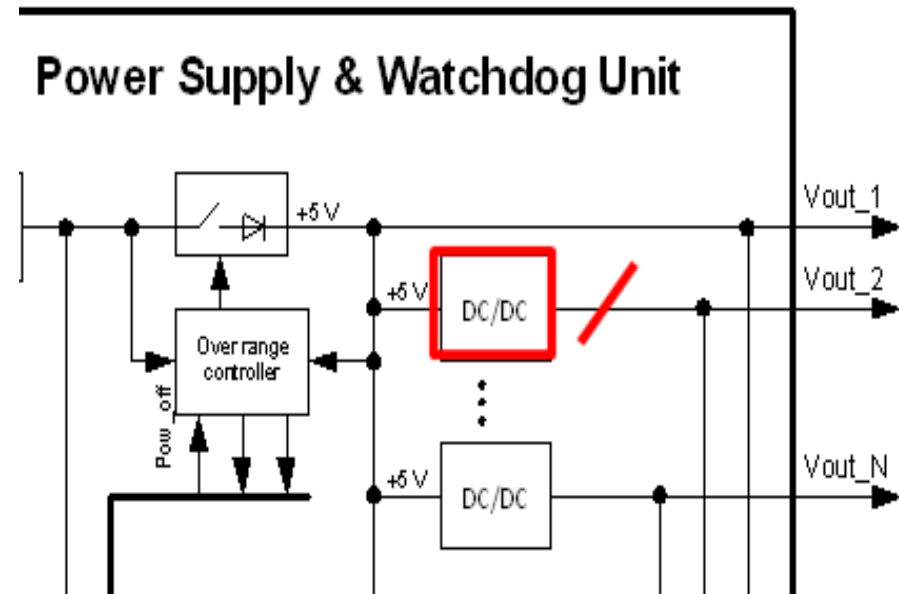 Power Supply & Watchdog Unit
+5 V
Vout_1
+5 V
DC/DC
Vout_2
Over range
controller
Pow_off
+5 V
DC/DC
Vout_N